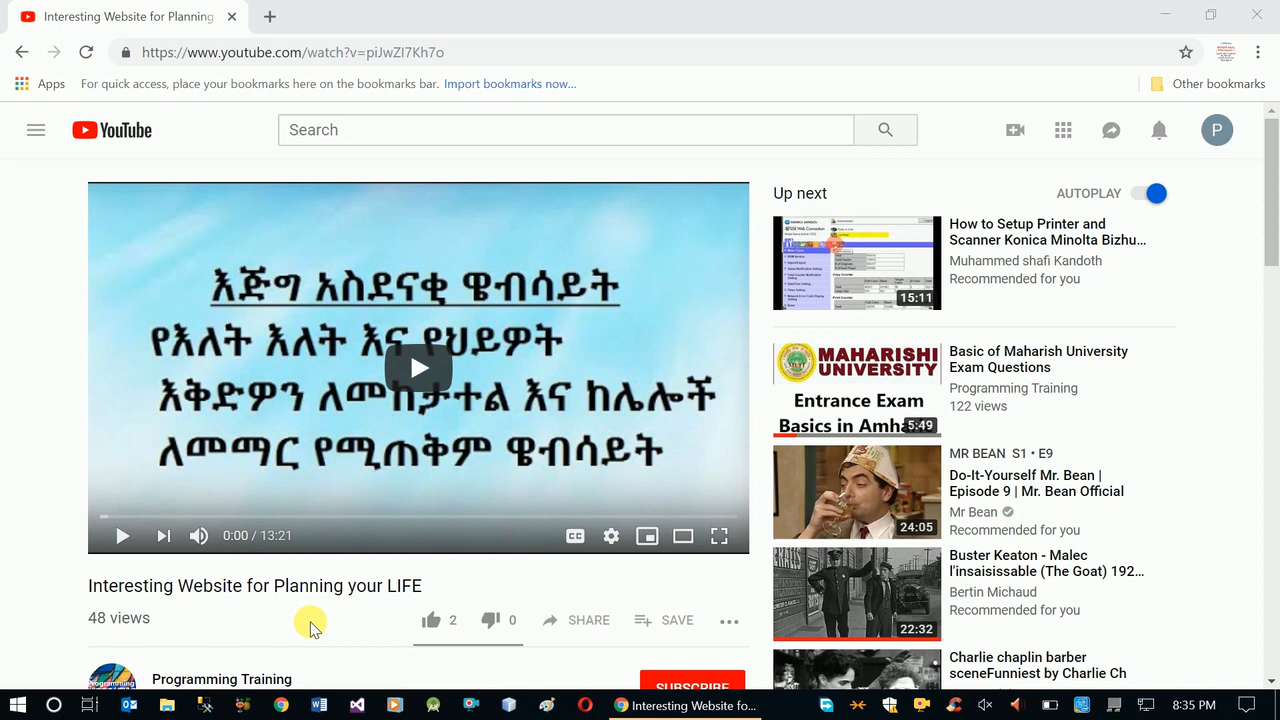 Interesting Website for Planning
https://www.youtube.com/watch?v=piJwZI7Kh7o
Apps For quick access, place your bookmarks here on the bookmarks bar. Import bookmarks now... Other bookmarks
YouTube
Search
P
እጅግ አስደናቂ ዌብሳይት
የእለት እለት እና የህይዎት
እቅድዎን ለመከታተል እና ከሌሎች
ለመማር የሚጠቅም ዌብሳይት
0:00 / 13:21
CC
Interesting Website for Planning your LIFE
48 views
2 0 SHARE SAVE
Programming Training
SUBSCRIBE
Up next AUTOPLAY
15:11
How to Setup Printer and
Scanner Konica Minolta Bizhu...
Muhammed shafi Kandoth
Recommended for you
MAHARISHI
UNIVERSITY
Entrance Exam
Basics in
5:49
Basic of Maharish University
Exam Questions
Programming Training
122 views
24:05
MR BEAN S1 • E9
Do-It-Yourself Mr. Bean |
Episode 9 | Mr. Bean Official
Mr Bean
Recommended for you
22:32
Buster Keaton - Malec
l'insaisissable (The Goat) 192...
Bertin Michaud
Recommended for you
Charlie chaplin barber
sceneFunniest by Charlie Ch
Interesting Website fo...
8:35 PM